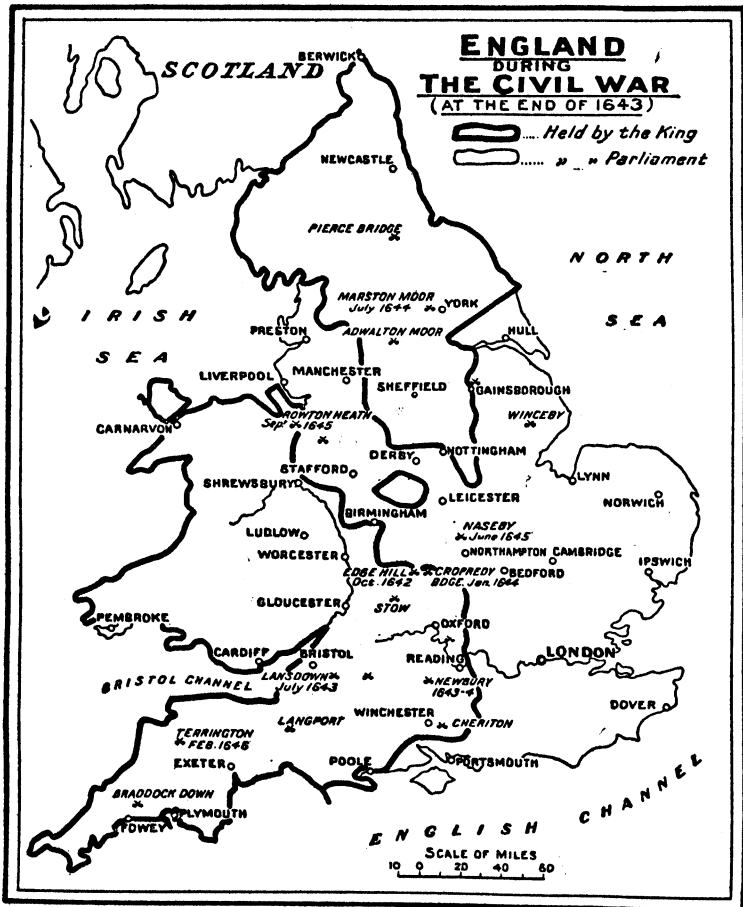 ENGLAND
DURING
THE CIVIL WAR
(AT THE END OF 1643)
..... Held by the King
...... " _ " Parliament
SCOTLAND
BERWICK
NEWCASTLE
PIERCE BRIDGE
NORTH
SEA
IRISH
SEA
MARSTON MOOR
July 1644
YORK
PRESTON
ADWALTON MOOR
HULL
LIVERPOOL
MANCHESTER
SHEFFIELD
GAINSBOROUGH
CARNARVON
ROWTON HEATH
Sept. 1645
WINCEBY
DERBY
NOTTINGHAM
STAFFORD
SHREWSBURY
LYNN
LEICESTER
NORWICH
BIRMINGHAM
LUDLOW
NASEBY
June 1645
WORCESTER
NORTHAMPTON
CAMBRIDGE
IPSWICH
EDGE HILL
Oct. 1642
CROPREDY
BDGE. Jan. 1644
BEDFORD
GLOUCESTER
STOW
PEMBROKE
OXFORD
CARDIFF
BRISTOL
READING
LONDON
BRISTOL CHANNEL
LANSDOWN
July 1643
NEWBURY
1643-4
LANGPORT
WINCHESTER
CHERITON
DOVER
TERRINGTON
FEB. 1646
EXETER
POOLE
PORTSMOUTH
BRADDOCK DOWN
PLYMOUTH
FOWEY
ENGLISH CHANNEL
SCALE OF MILES
10 0 20 40 60